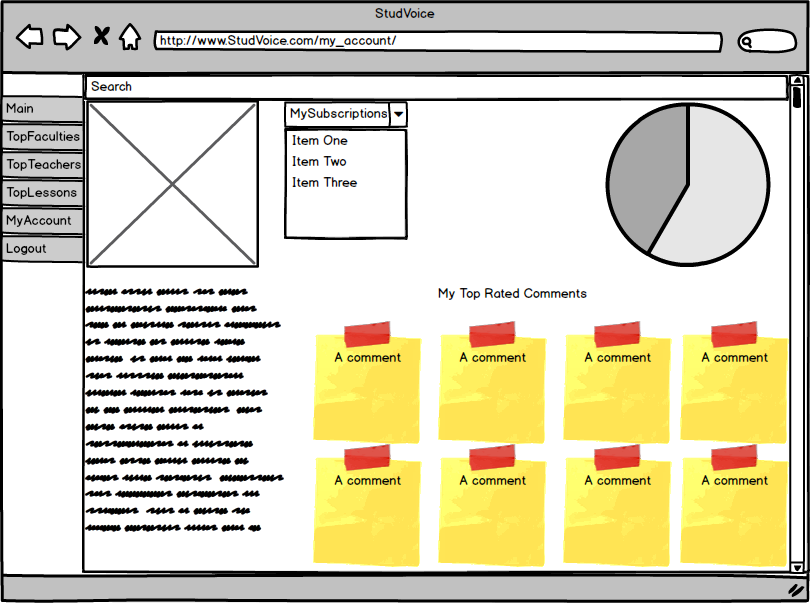 StudVoice
http://www.StudVoice.com/my_account/
Search
Main
TopFaculties
TopTeachers
TopLessons
MyAccount
Logout
MySubscriptions
Item One
Item Two
Item Three
My Top Rated Comments
A comment
A comment
A comment
A comment
A comment
A comment
A comment
A comment